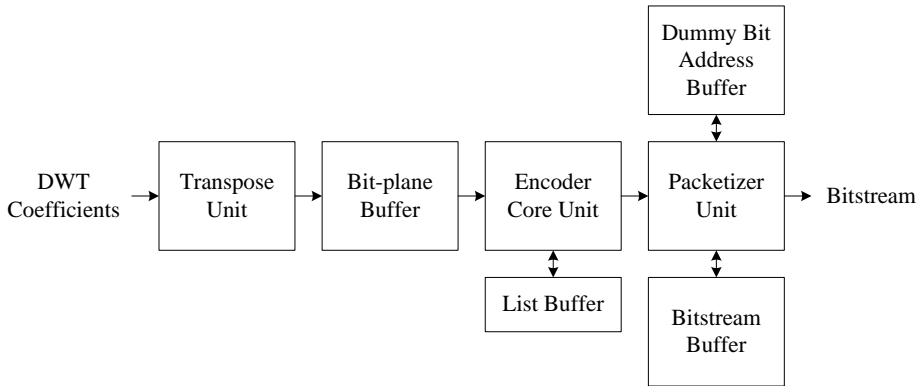 Dummy Bit
Address
Buffer
DWT
Coefficients
Transpose
Unit
Bit-plane
Buffer
Encoder
Core Unit
Packetizer
Unit
Bitstream
List Buffer
Bitstream
Buffer